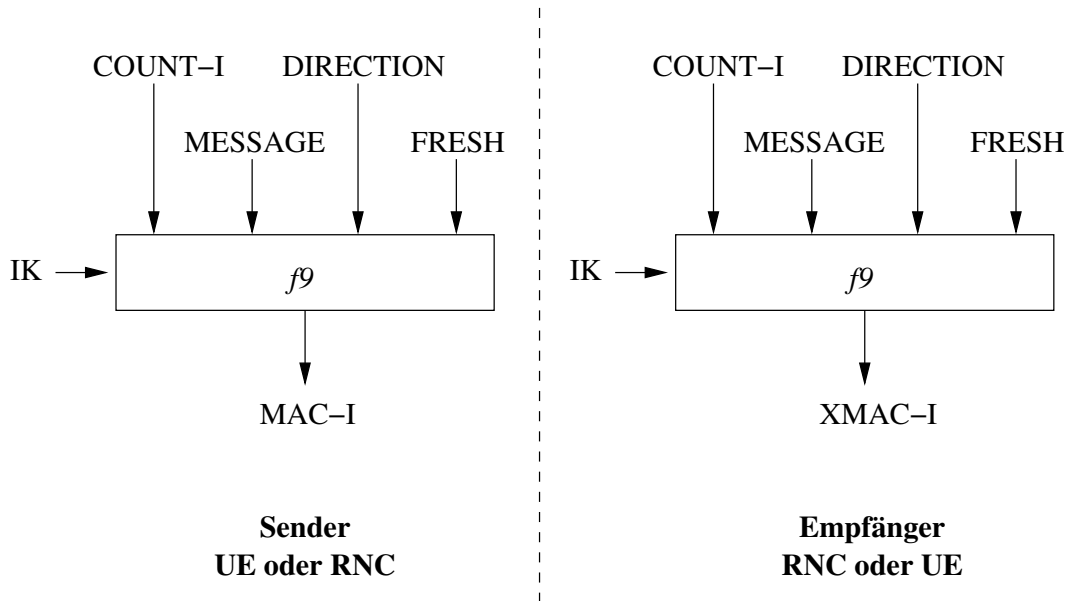 COUNT–I DIRECTION
MESSAGE FRESH
IK
f9
MAC–I
Sender
UE oder RNC
COUNT–I DIRECTION
MESSAGE FRESH
IK
f9
XMAC–I
Empfänger
RNC oder UE